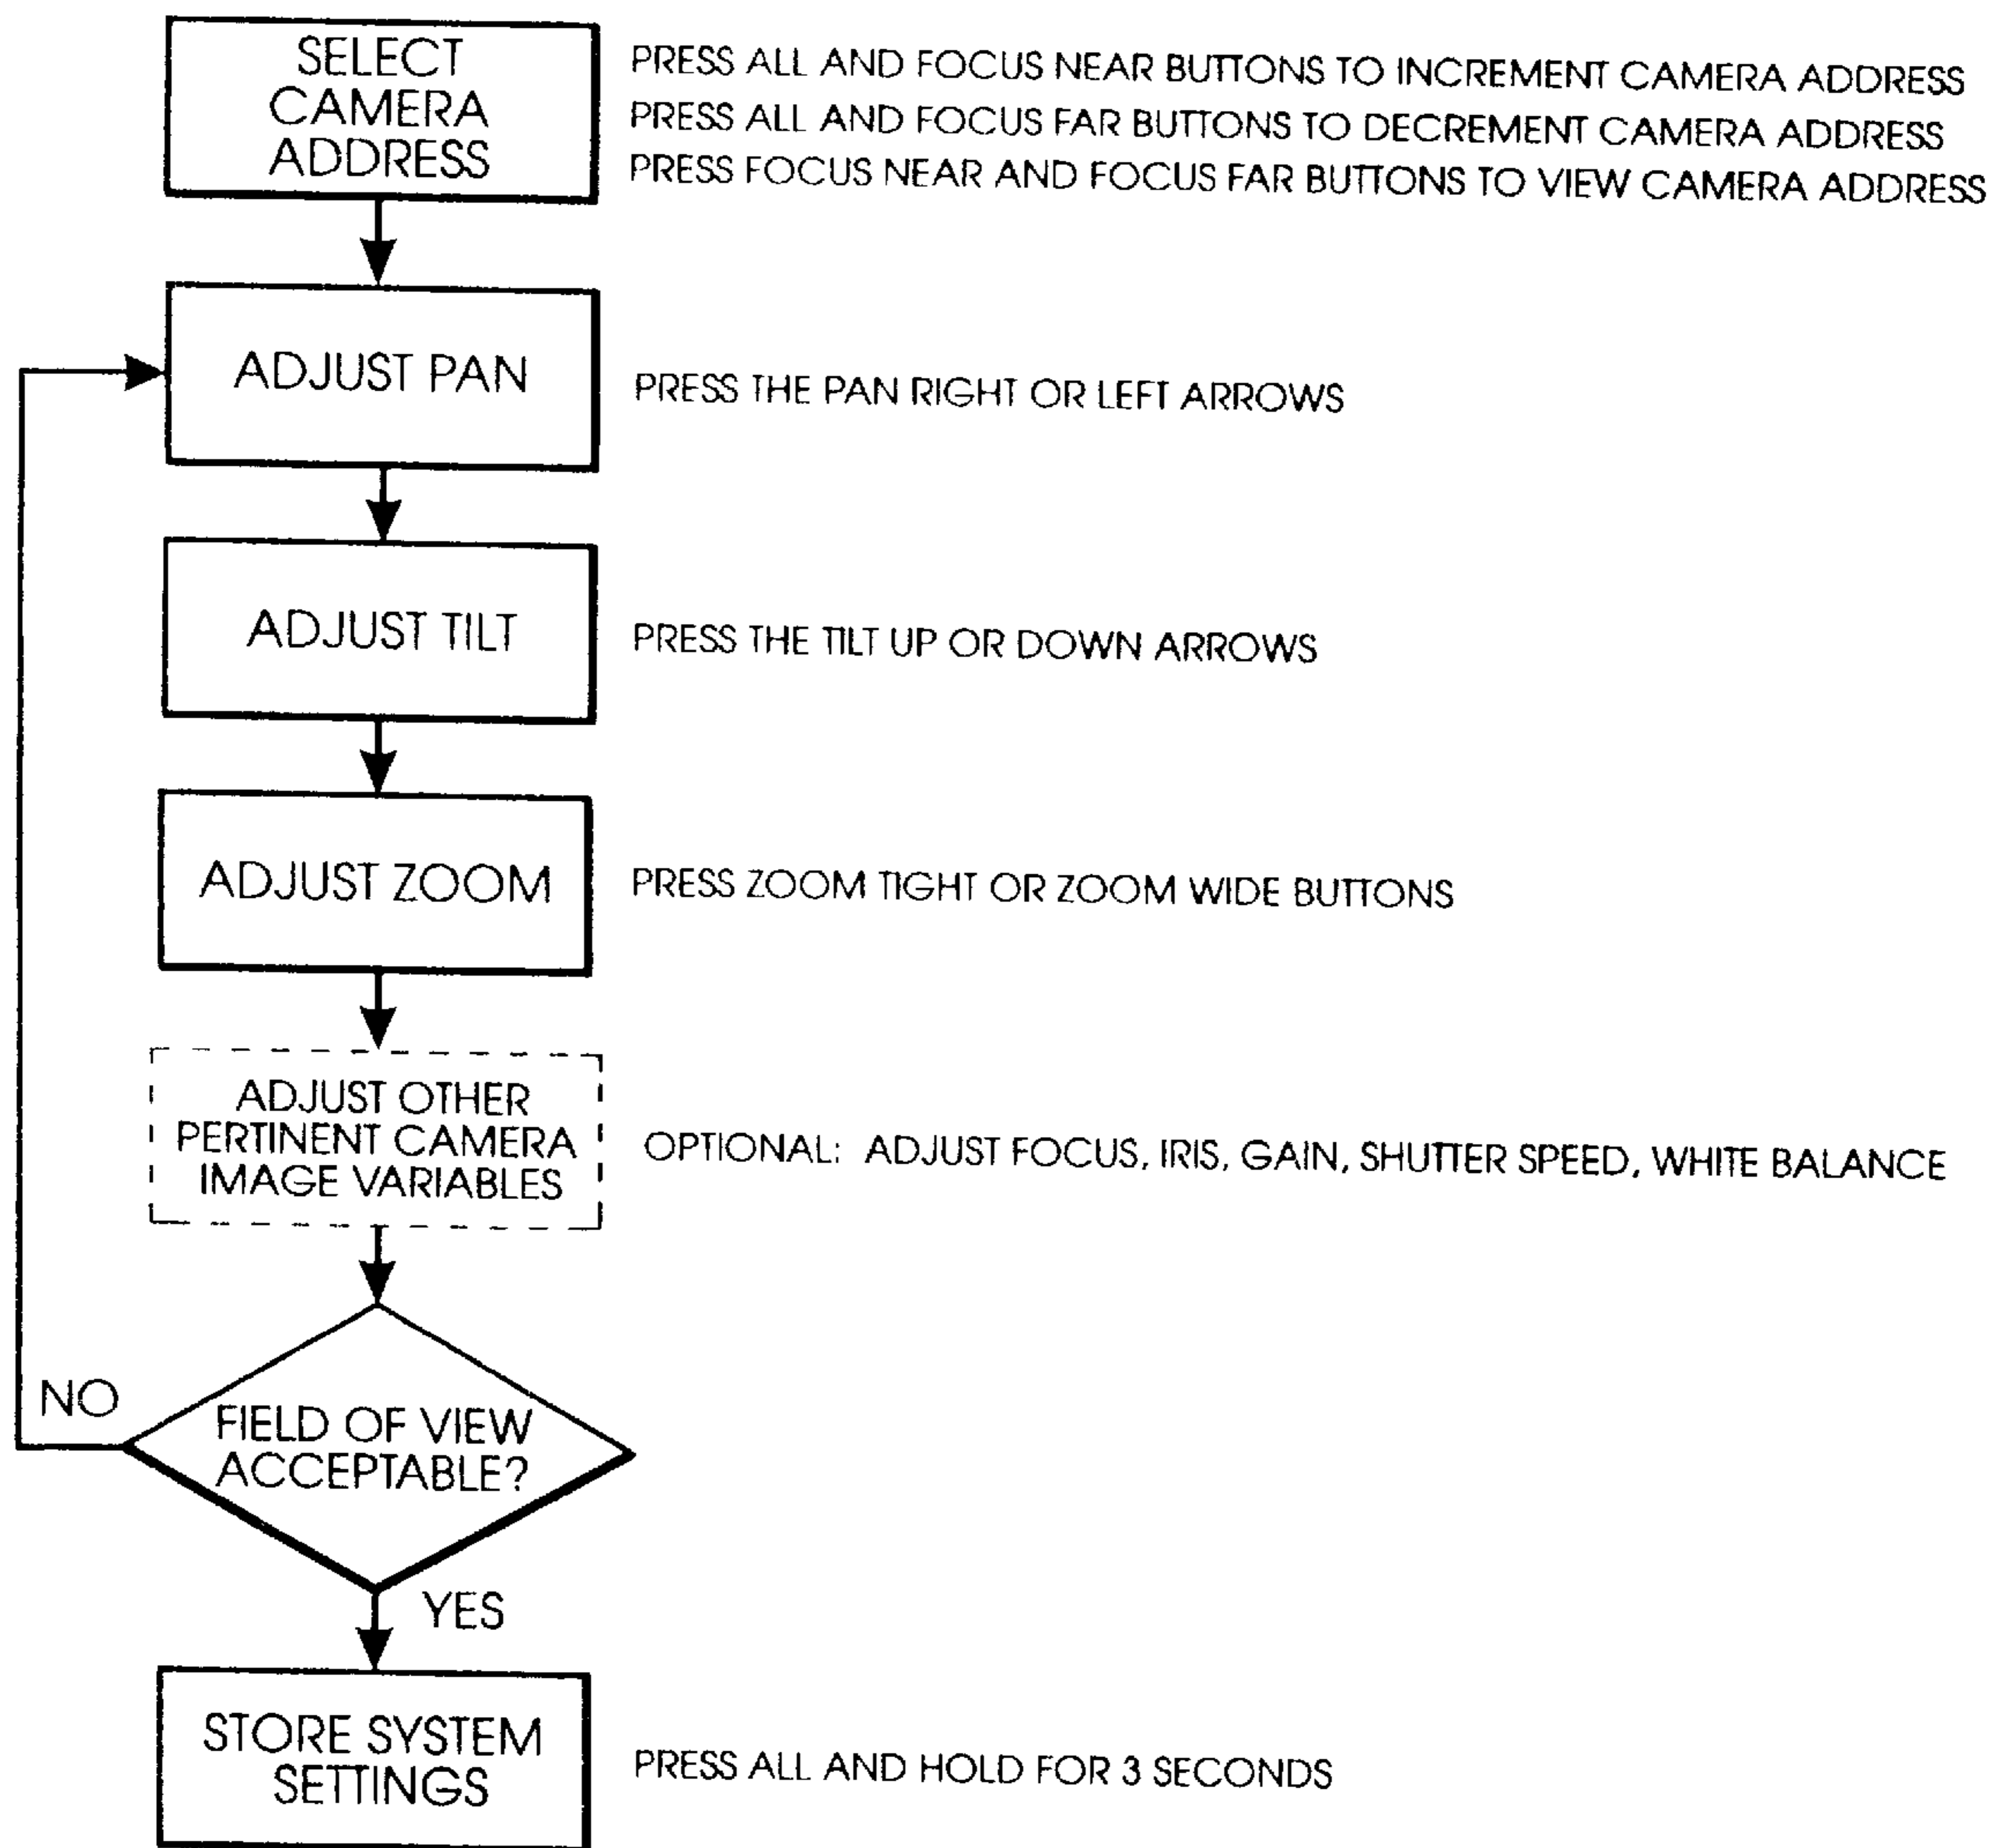 SELECT
CAMERA
ADDRESS
PRESS ALL AND FOCUS NEAR BUTTONS TO INCREMENT CAMERA ADDRESS
PRESS ALL AND FOCUS FAR BUTTONS TO DECREMENT CAMERA ADDRESS
PRESS FOCUS NEAR AND FOCUS FAR BUTTONS TO VIEW CAMERA ADDRESS
ADJUST PAN
PRESS THE PAN RIGHT OR LEFT ARROWS
ADJUST TILT
PRESS THE TILT UP OR DOWN ARROWS
ADJUST ZOOM
PRESS ZOOM TIGHT OR ZOOM WIDE BUTTONS
ADJUST OTHER
PERTINENT CAMERA
IMAGE VARIABLES
OPTIONAL: ADJUST FOCUS, IRIS, GAIN, SHUTTER SPEED, WHITE BALANCE
NO
FIELD OF VIEW
ACCEPTABLE?
YES
STORE SYSTEM
SETTINGS
PRESS ALL AND HOLD FOR 3 SECONDS